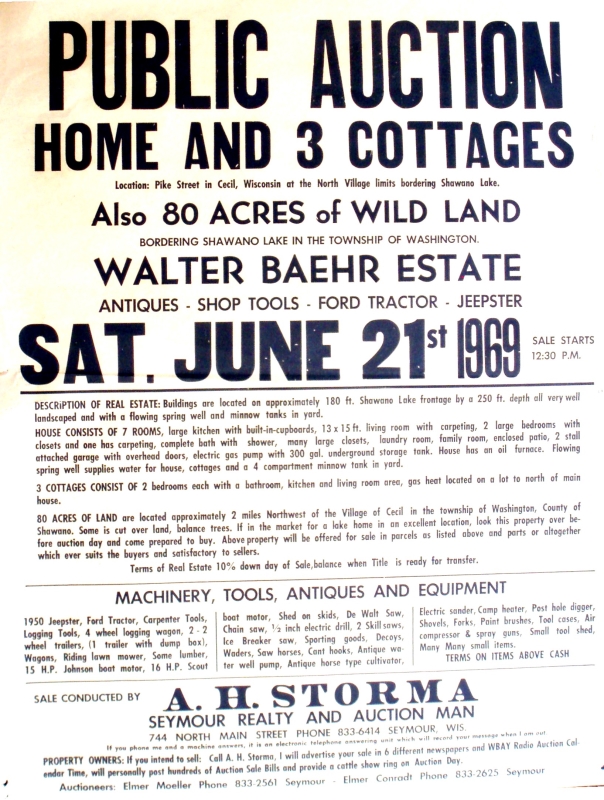 PUBLIC AUCTION
HOME AND 3 COTTAGES
Location: Pike Street in Cecil, Wisconsin at the North Village limits bordering Shawano Lake.
Also 80 ACRES of WILD LAND
BORDERING SHAWANO LAKE IN THE TOWNSHIP OF WASHINGTON.
WALTER BAEHR ESTATE
ANTIQUES - SHOP TOOLS - FORD TRACTOR - JEEPSTER
SAT. JUNE 21st 1969
SALE STARTS
12:30 P.M.
DESCRiPTION OF REAL ESTATE: Buildings are located on approximately 180 ft. Shawano Lake frontage by a 250 ft. depth all very well
landscaped and with a flowing spring well and minnow tanks in yard.
HOUSE CONSISTS OF 7 ROOMS, large kitchen with built-in-cupboards, 13 x 15 ft. living room with carpeting, 2 large bedrooms with
closets and one has carpeting, complete bath with shower, many large closets, laundry room, family room, enclosed patio, 2 stall
attached garage with overhead doors, electric gas pump with 300 gal. underground storage tank. House has an oil furnace. Flowing
spring well supplies water for house, cottages and a 4 compartment minnow tank in yard.
3 COTTAGES CONSIST OF 2 bedrooms each with a bathroom, kitchen and living room area, gas heat located on a lot to north of main
house.
80 ACRES OF LAND are located approximately 2 miles Northwest of the Village of Cecil in the township of Washington, County of
Shawano. Some is cut over land, balance trees. If in the market for a lake home in an excellent location, look this property over be-
fore auction day and come prepared to buy. Above property will be offered for sale in parcels as listed above and parts or altogether
which ever suits the buyers and satisfactory to sellers.
Terms of Real Estate 10% down day of Sale, balance when Title is ready for transfer.
MACHINERY, TOOLS, ANTIQUES AND EQUIPMENT
1950 Jeepster, Ford Tractor, Carpenter Tools,
Logging Tools, 4 wheel logging wagon, 2 - 2
wheel trailers, (1 trailer with dump box),
Wagons, Riding lawn mower, Some lumber,
15 H.P. Johnson boat motor, 16 H.P. Scout
boat motor, Shed on skids, De Walt Saw,
Chain saw, ½ inch electric drill, 2 Skill saws,
Ice Breaker saw, Sporting goods, Decoys,
Waders, Saw horses, Cant hooks, Antique wa-
ter well pump, Antique horse type cultivator,
Electric sander, Camp heater, Post hole digger,
Shovels, Forks, Paint brushes, Tool cases, Air
compressor & spray guns, Small tool shed,
Many Many small items.
TERMS ON ITEMS ABOVE CASH
SALE CONDUCTED BY
A. H. STORMA
SEYMOUR REALTY AND AUCTION MAN
744 NORTH MAIN STREET PHONE 833-6414 SEYMOUR, WIS.
If you phone me and a machine answers, it is an electronic telephone answering unit which will record your message when I am out
PROPERTY OWNERS: If you intend to sell: Call A. H. Storma, I will advertise your sale in 6 different newspapers and WBAY Radio Auction Cal-
endar Time, will personally post hundreds of Auction Sale Bills and provide a cattle show ring on Auction Day.
Auctioneers: Elmer Moeller Phone 833-2561 Seymour - Elmer Conradt Phone 833-2625 Seymour